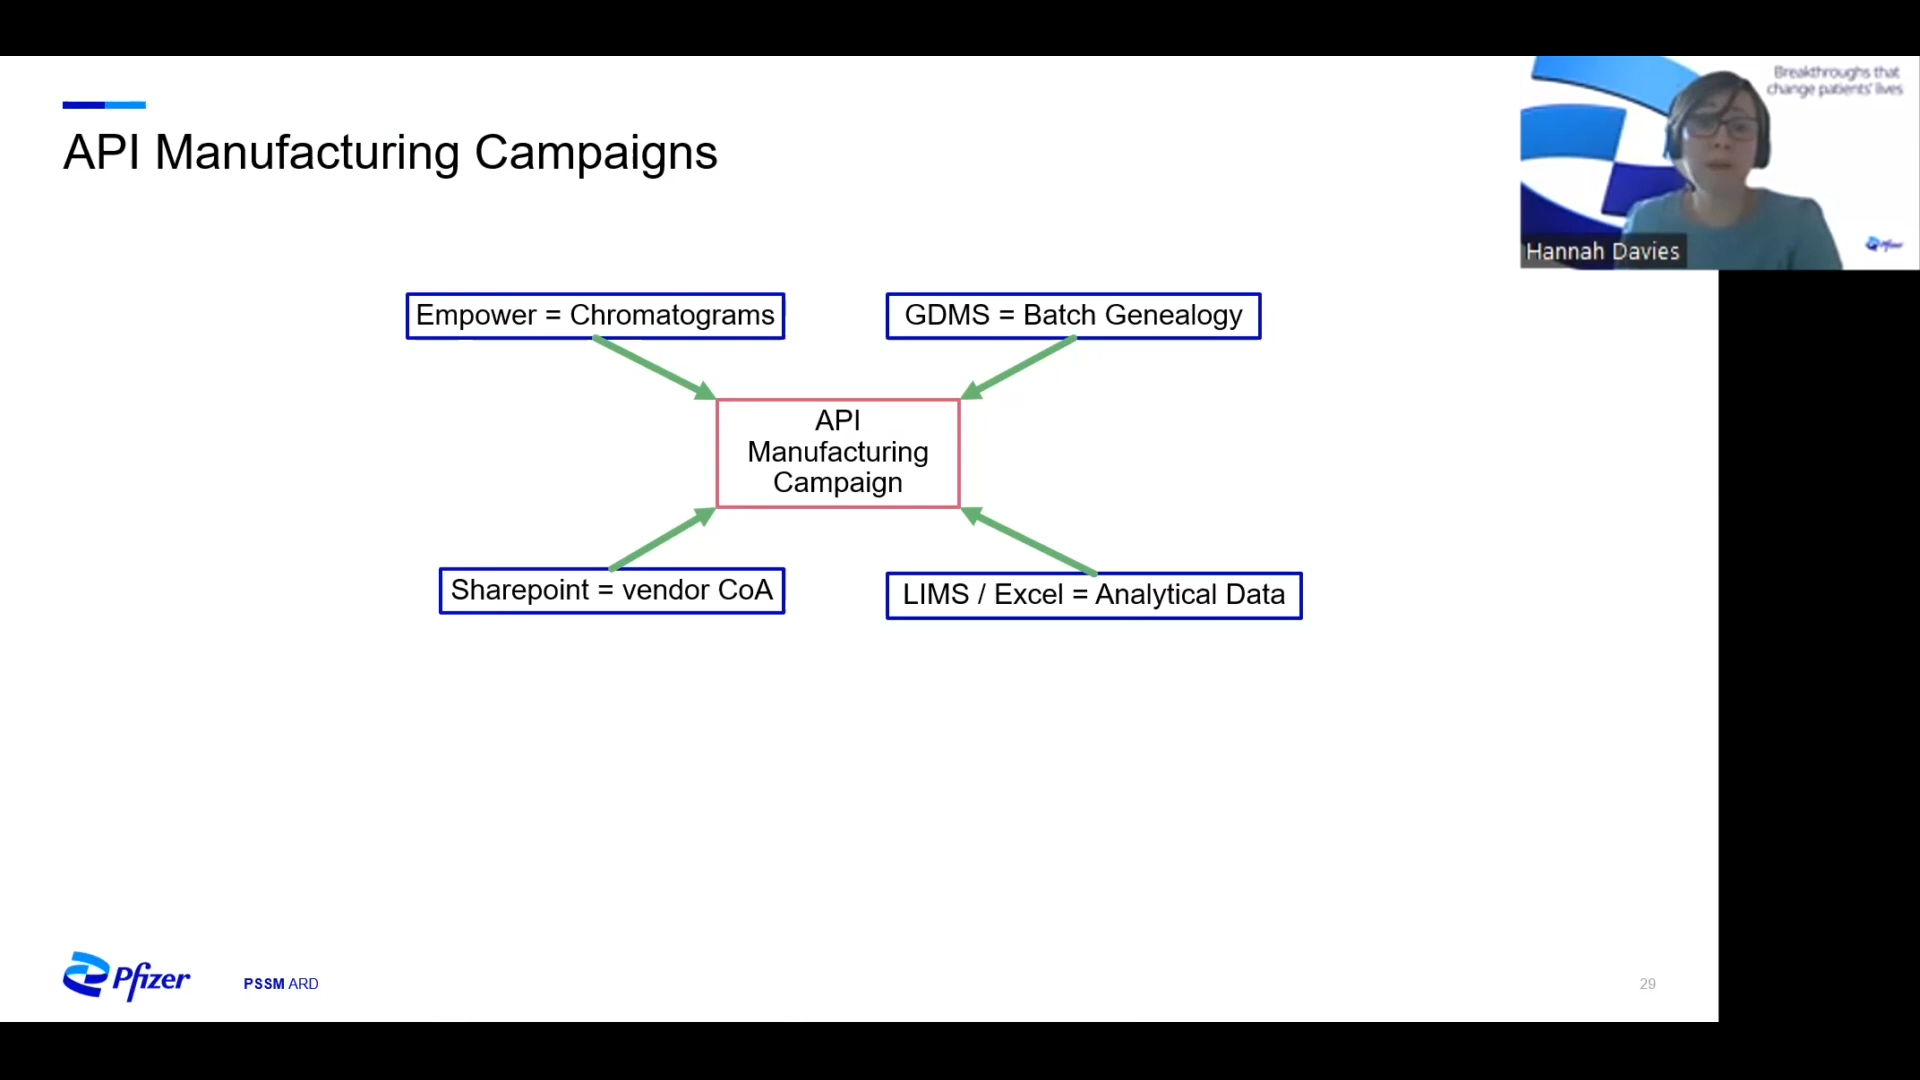 API Manufacturing Campaigns
Breakthroughs that
change patients' lives
Pfizer
Hannah Davies
Empower = Chromatograms
GDMS = Batch Genealogy
API
Manufacturing
Campaign
Sharepoint = vendor CoA
LIMS / Excel = Analytical Data
Pfizer
PSSM ARD
29